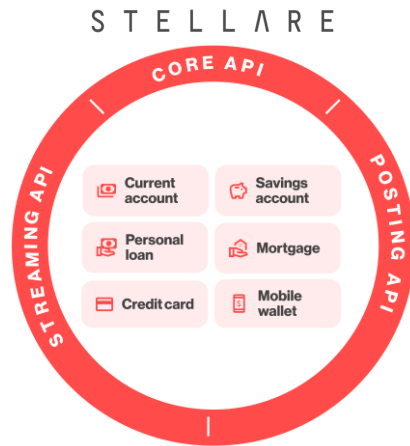 STELLARE
CORE API
STREAMING API
POSTING API
Current
account
Savings
account
Personal
loan
Mortgage
Credit card
Mobile
wallet